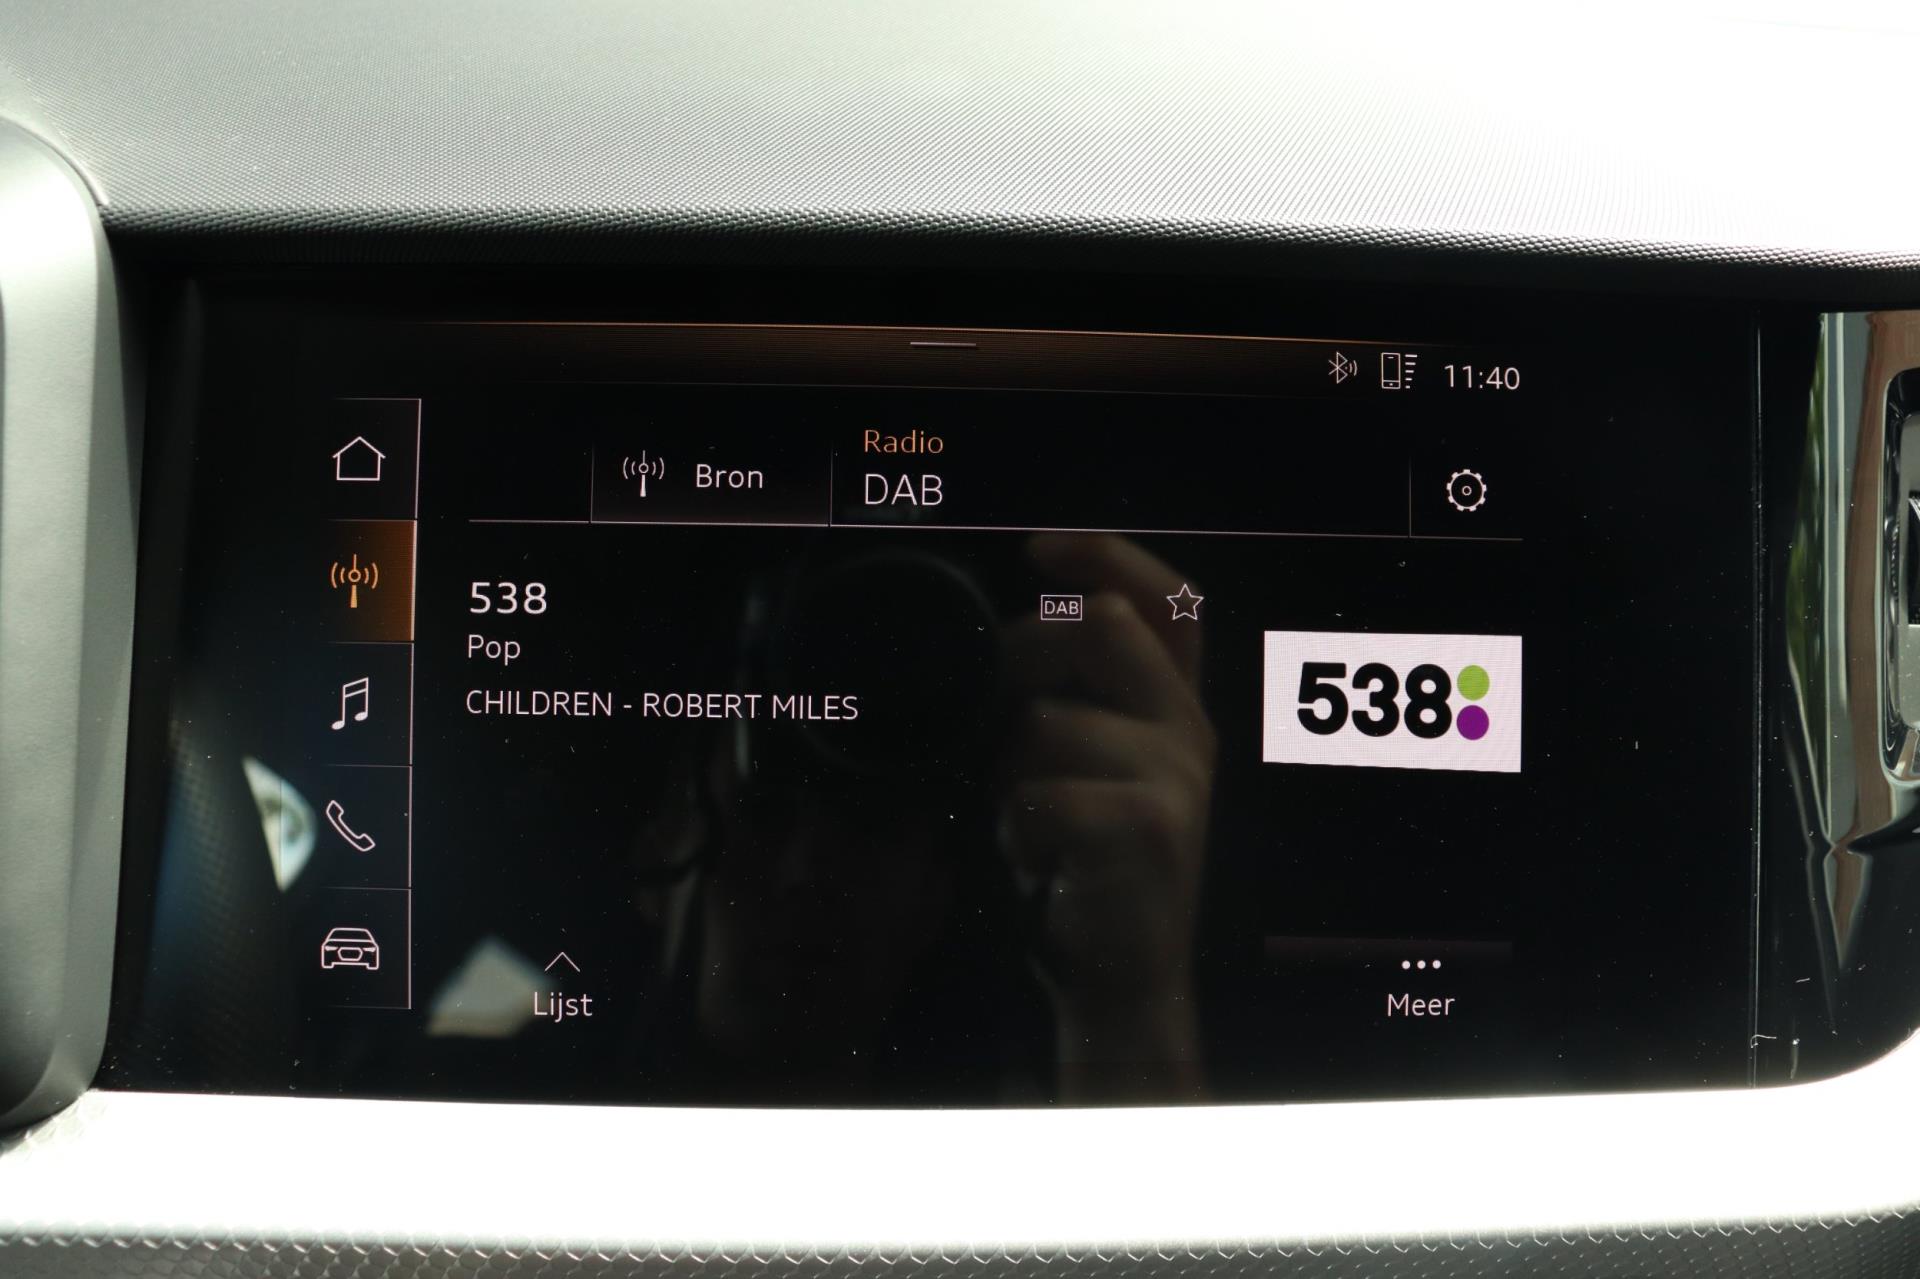 11:40
Bron
Radio
DAB
538
DAB
Pop
CHILDREN - ROBERT MILES
538
Lijst
Meer